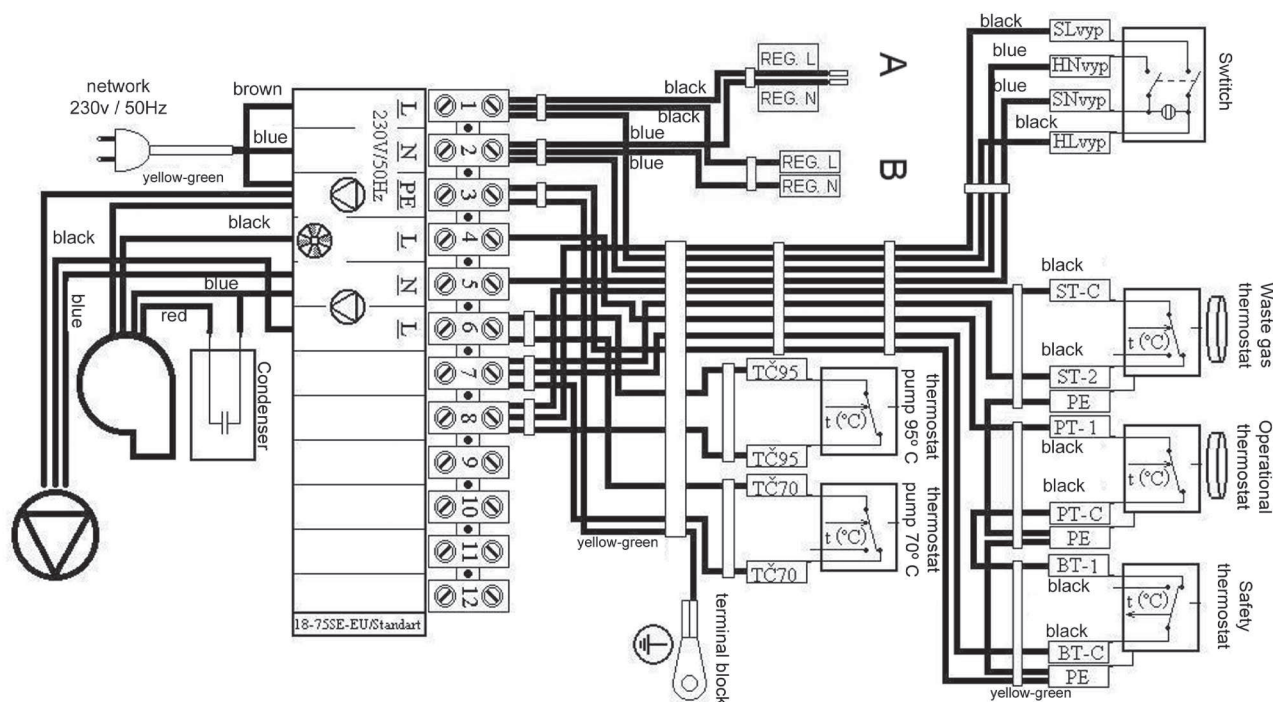 network
230v / 50Hz
brown
blue
yellow-green
black
black
blue
blue
red
Condenser
230V/50Hz
L
N
PE
L
N
L
1
2
3
4
5
6
7
8
9
10
11
12
18-75SE-EU/Standart
A
REG. L
REG. N
black
black
blue
blue
B
REG. L
REG. N
black
SLvyp
blue
HNvyp
blue
SNvyp
black
HLvyp
Swtitch
black
ST-C
t (°C)
black
ST-2
PE
Waste gas
thermostat
PT-1
black
t (°C)
black
PT-C
PE
Operational
thermostat
BT-1
black
t (°C)
black
BT-C
PE
yellow-green
Safety
thermostat
TČ95
t (°C)
TČ95
thermostat
pump 95º C
TČ70
t (°C)
TČ70
thermostat
pump 70º C
yellow-green
terminal block